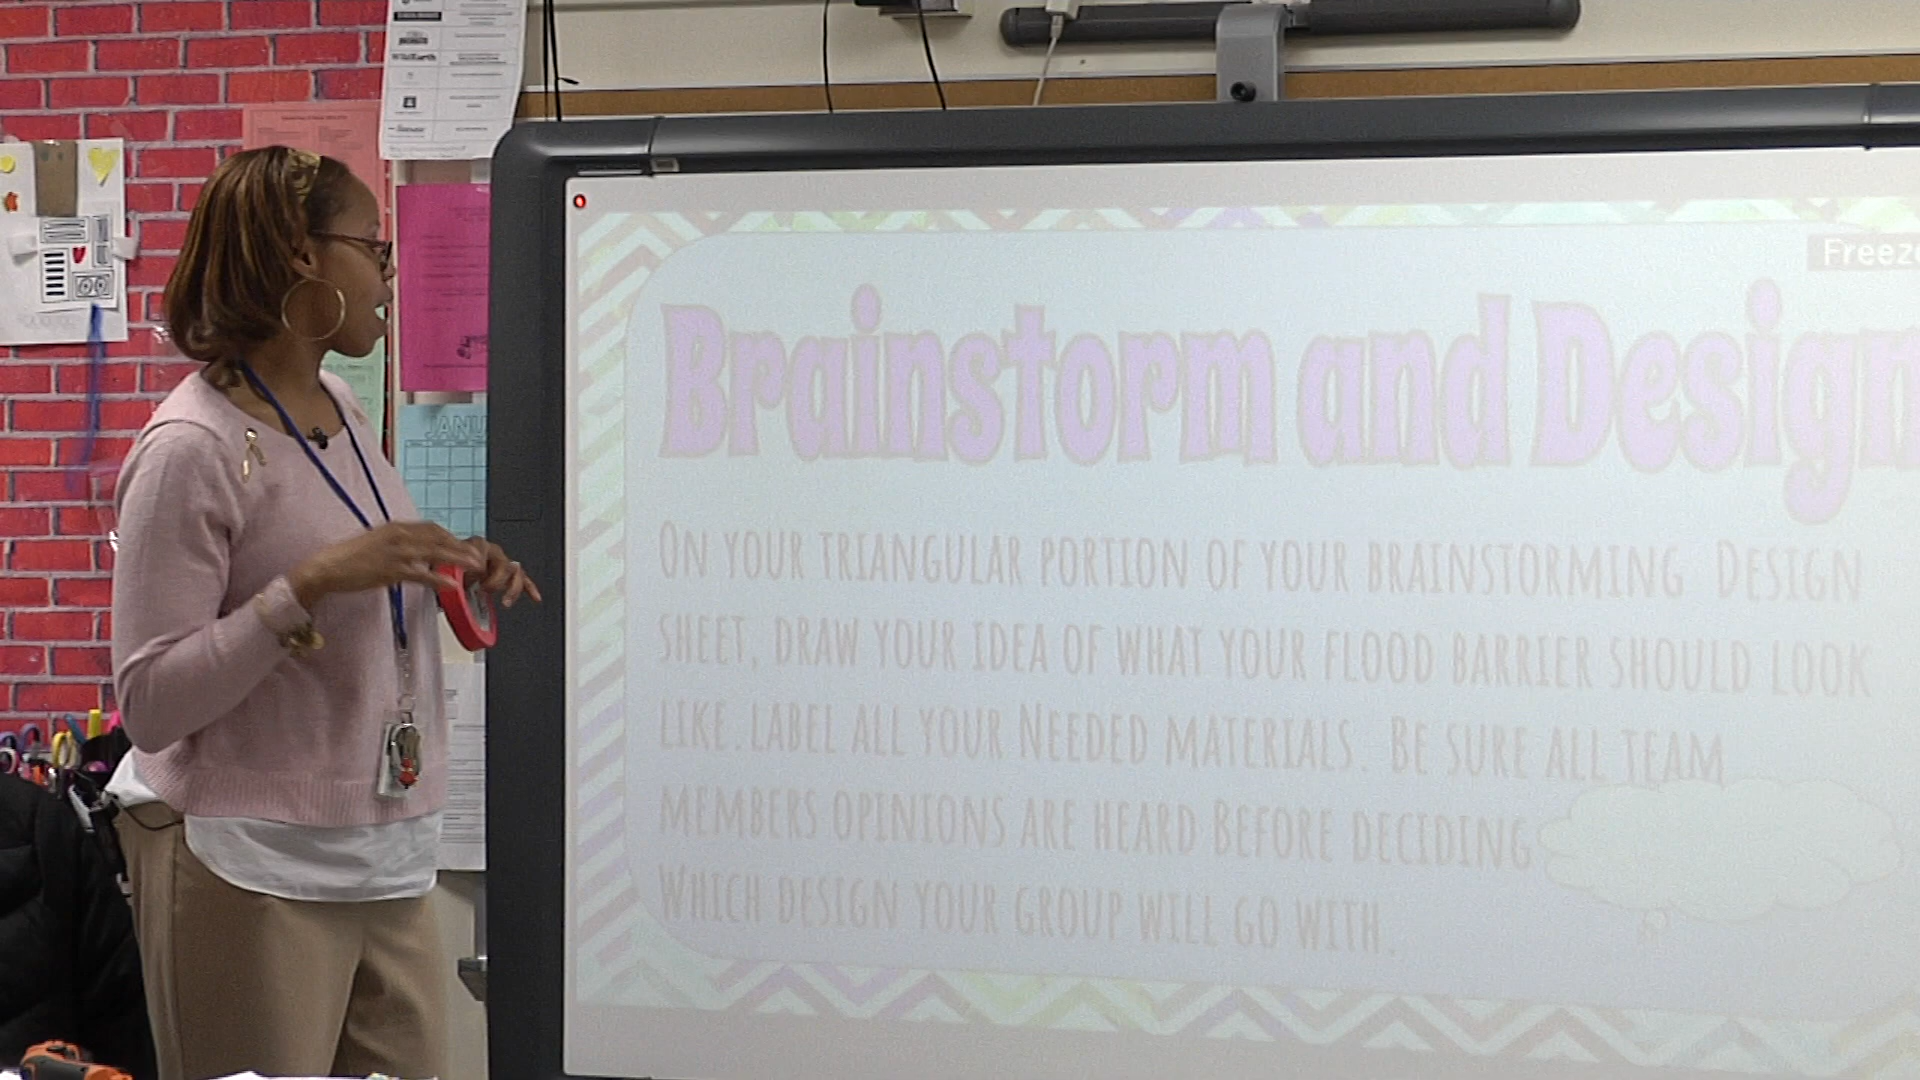 WildEarth
JANU
Freeze
Brainstorm and Design
ON YOUR TRIANGULAR PORTION OF YOUR BRAINSTORMING DESIGN
SHEET, DRAW YOUR IDEA OF WHAT YOUR FLOOD BARRIER SHOULD LOOK
LIKE. LABEL ALL YOUR NEEDED MATERIALS. BE SURE ALL TEAM
MEMBERS OPINIONS ARE HEARD BEFORE DECIDING
WHICH DESIGN YOUR GROUP WILL GO WITH.